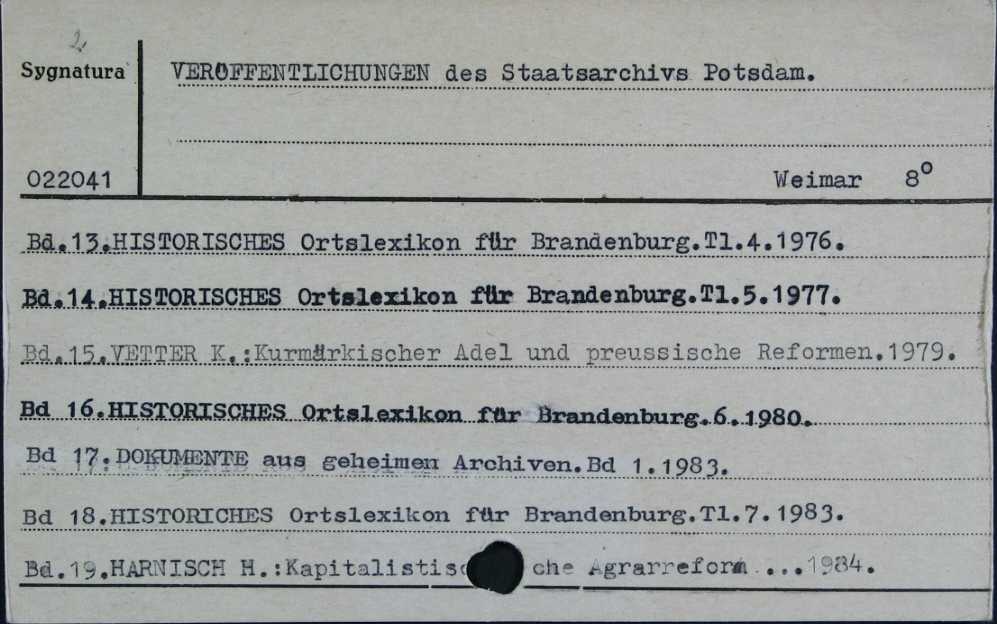 2
Sygnatura
VERÖFFENTLICHUNGEN des Staatsarchivs Potsdam.
022041
Weimar 8°
Bd.13.HISTORISCHES Ortslexikon für Brandenburg.Tl.4.1976.
Bd.14.HISTORISCHES Ortslexikon für Brandenburg.Tl.5.1977.
Bd.15.VETTER K.:Kurmärkischer Adel und preussische Reformen.1979.
Bd 16.HISTORISCHES Ortslexikon für Brandenburg.6.1980.
Bd 17.DOKUMENTE aus geheimen Archiven.Bd 1.1983.
Bd 18.HISTORICHES Ortslexikon für Brandenburg.Tl.7.1983.
Bd.19.HARNISCH H.:Kapitalistisc che Agrarreform ...1984.